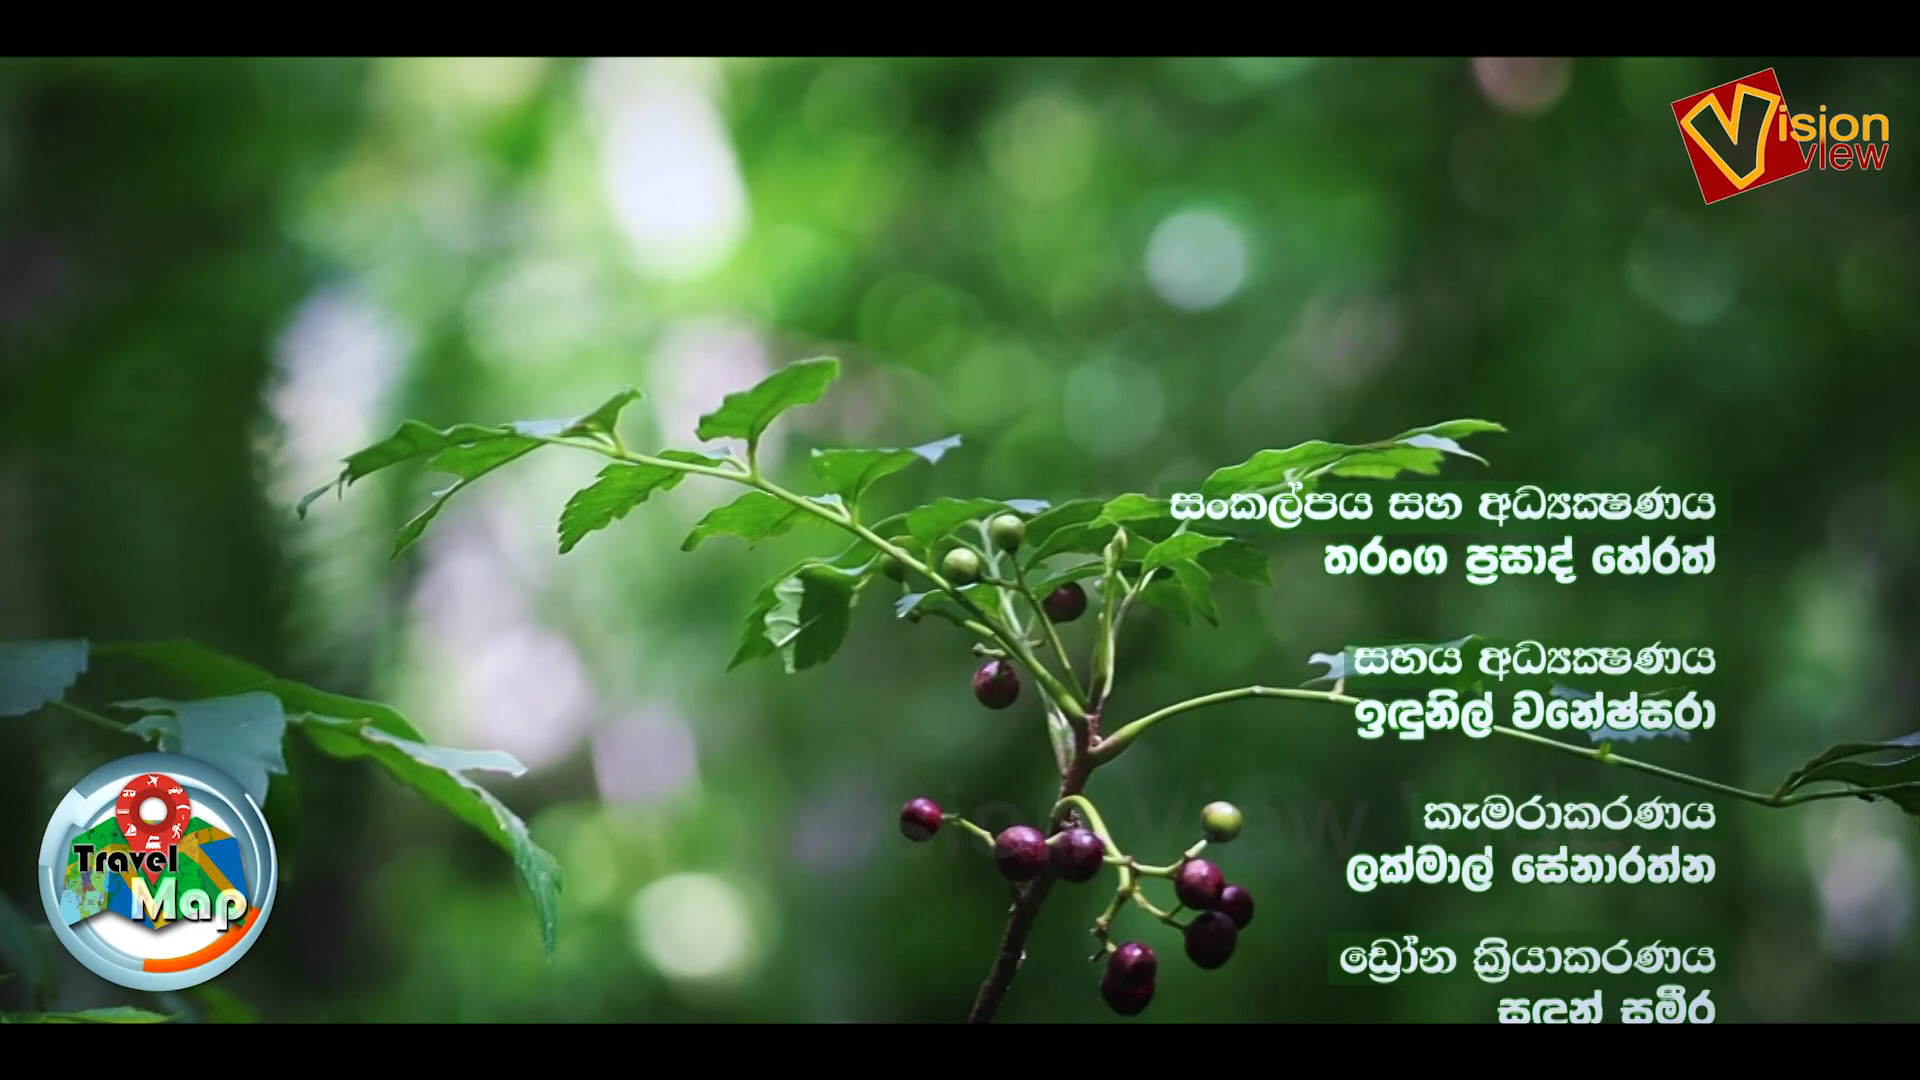 Vision
view
සංකල්පය සහ අධ්‍යක්ෂණය
තරංග ප්‍රසාද් හේරත්
සහය අධ්‍යක්ෂණය
ඉඳුනිල් වනේෂ්සරා
කැමරාකරණය
ලක්මාල් සේනාරත්න
ඩ්‍රෝන ක්‍රියාකරණය
සඳුන් සමීර
Travel
Map